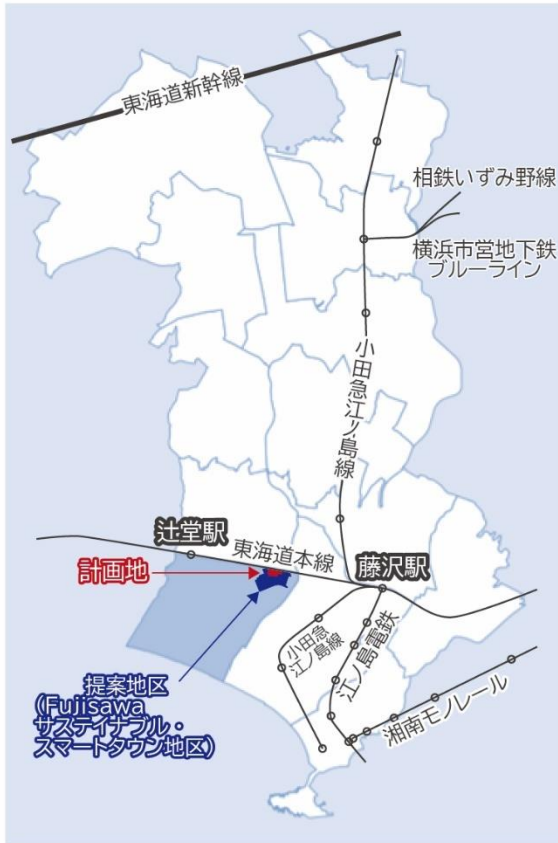 東海道新幹線
相鉄いずみ野線
横浜市営地下鉄
ブルーライン
小田急江ノ島線
辻堂駅
東海道本線
藤沢駅
計画地
小田急
江ノ島線
江ノ島電鉄
提案地区
(Fujisawa
サステイナブル・
スマートタウン地区)
湘南モノレール